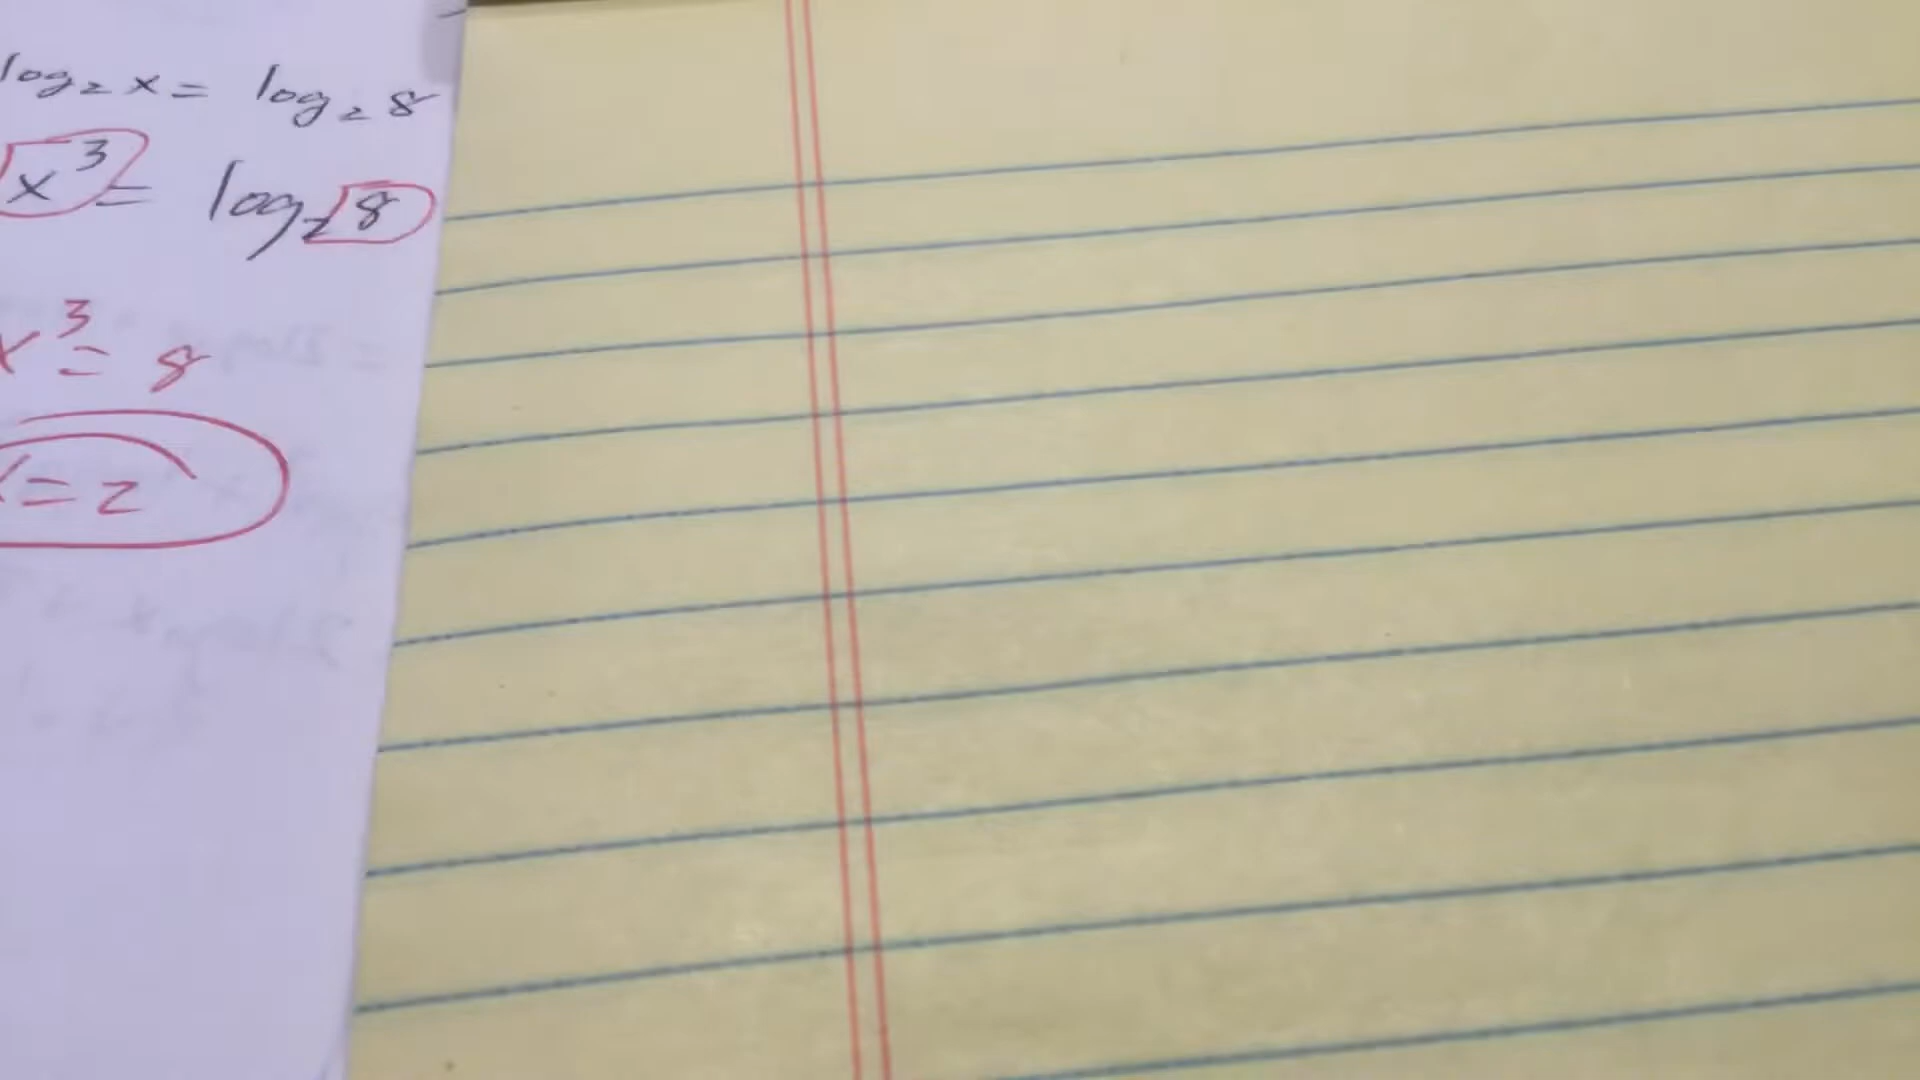 log₂ x = log₂ 8
x³ = log₂ 8
x³ = 8
x = 2